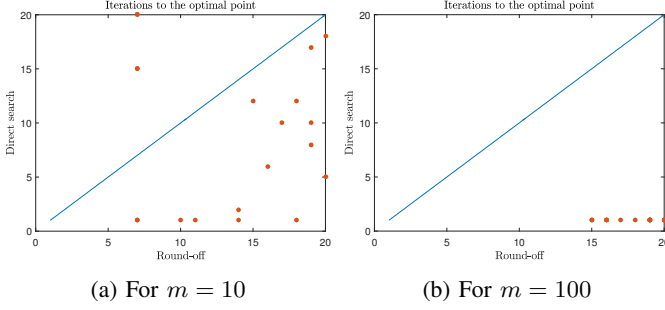 Iterations to the optimal point
20
15
10
5
0
Direct search
0 5 10 15 20
Round-off
(a) For m = 10
Iterations to the optimal point
20
15
10
5
0
Direct search
0 5 10 15 20
Round-off
(b) For m = 100